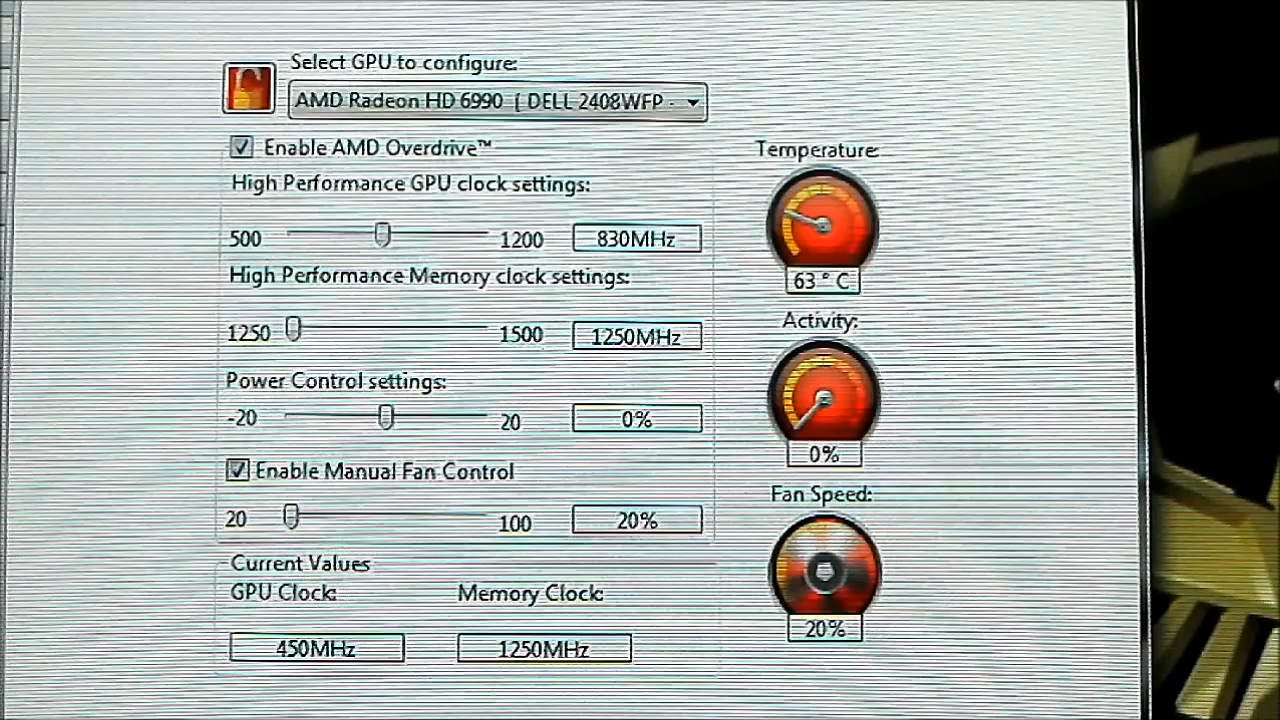 Select GPU to configure:
AMD Radeon HD 6990 [ DELL 2408WFP -
Enable AMD Overdrive™
High Performance GPU clock settings:
500 1200 830MHz
High Performance Memory clock settings:
1250 1500 1250MHz
Power Control settings:
-20 20 0%
Enable Manual Fan Control
20 100 20%
Current Values
GPU Clock: Memory Clock:
450MHz 1250MHz
Temperature:
63 ° C
Activity:
0%
Fan Speed:
20%